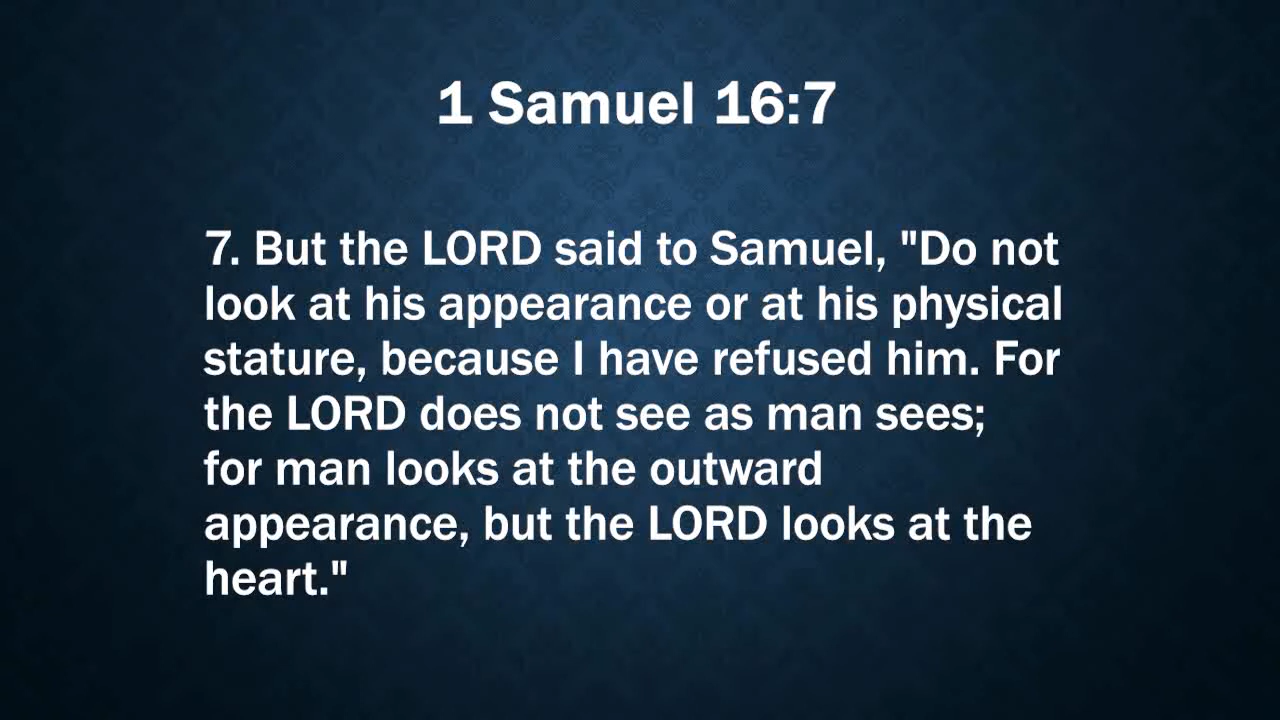 1 Samuel 16:7
7. But the LORD said to Samuel, "Do not
look at his appearance or at his physical
stature, because I have refused him. For
the LORD does not see as man sees;
for man looks at the outward
appearance, but the LORD looks at the
heart."